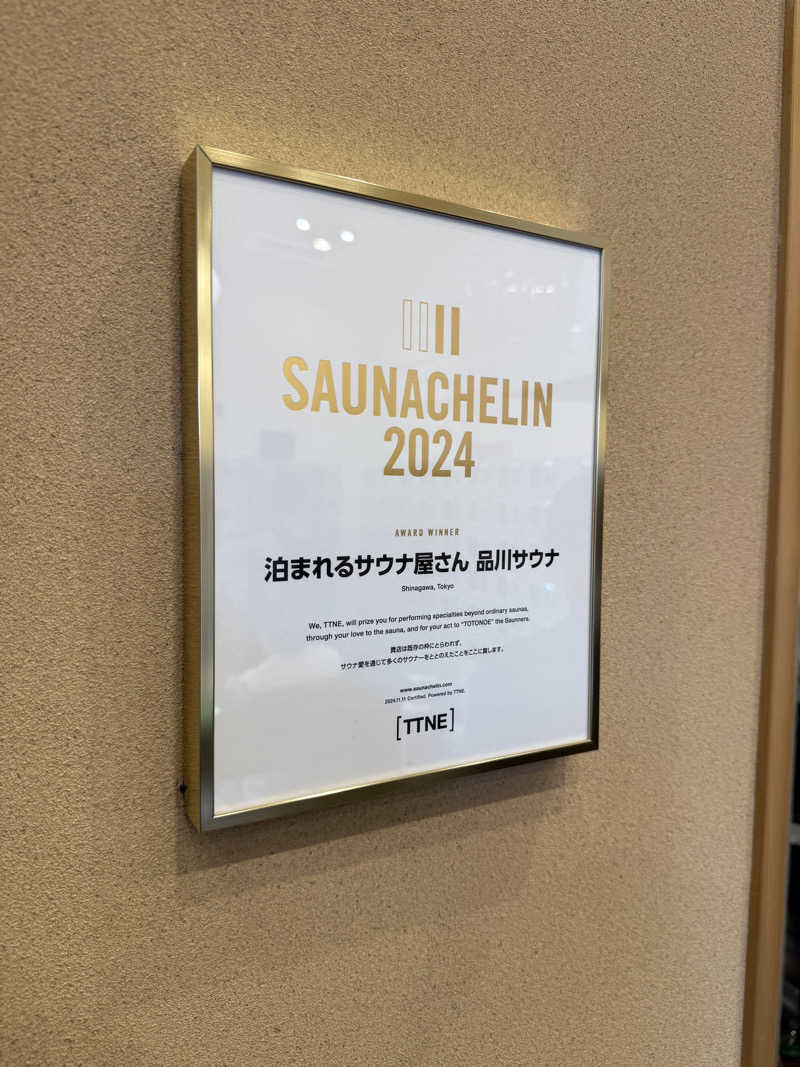 SAUNACHELIN
2024
AWARD WINNER
泊まれるサウナ屋さん 品川サウナ
Shinagawa, Tokyo
We, TTNE, will prize you for performing specialties beyond ordinary saunas,
through your love to the sauna, and for your act to "TOTONOE" the Saunners.
貴店は既存の枠にとらわれず、
サウナ愛を通じて多くのサウナーをととのえたことをここに賞します。
www.saunachelin.com
2024.11.11 Certified. Powered by TTNE.
[TTNE]